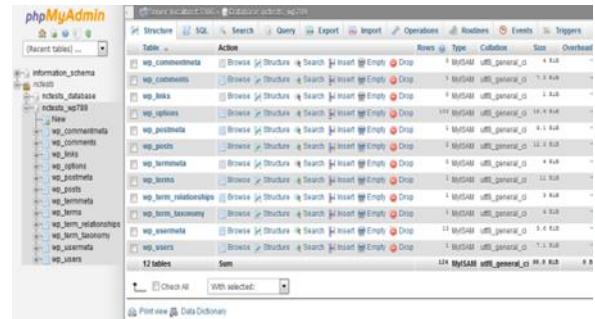 phpMyAdmin
(Recent tables) ...
information_schema
nctests
nctests_database
nctests_wp789
New
wp_commentmeta
wp_comments
wp_links
wp_options
wp_postmeta
wp_posts
wp_termmeta
wp_terms
wp_term_relationships
wp_term_taxonomy
wp_usermeta
wp_users
Structure SQL Search Query Export Import Operations Routines Events Triggers
Table Action Rows Type Collation Size Overhead
wp_commentmeta Browse Structure Search Insert Empty Drop MyISAM utf8_general_ci
wp_comments Browse Structure Search Insert Empty Drop MyISAM utf8_general_ci
wp_links Browse Structure Search Insert Empty Drop MyISAM utf8_general_ci
wp_options Browse Structure Search Insert Empty Drop MyISAM utf8_general_ci
wp_postmeta Browse Structure Search Insert Empty Drop MyISAM utf8_general_ci
wp_posts Browse Structure Search Insert Empty Drop MyISAM utf8_general_ci
wp_termmeta Browse Structure Search Insert Empty Drop MyISAM utf8_general_ci
wp_terms Browse Structure Search Insert Empty Drop MyISAM utf8_general_ci
wp_term_relationships Browse Structure Search Insert Empty Drop MyISAM utf8_general_ci
wp_term_taxonomy Browse Structure Search Insert Empty Drop MyISAM utf8_general_ci
wp_usermeta Browse Structure Search Insert Empty Drop MyISAM utf8_general_ci
wp_users Browse Structure Search Insert Empty Drop MyISAM utf8_general_ci
12 tables Sum MyISAM utf8_general_ci
Check All With selected:
Print view Data Dictionary